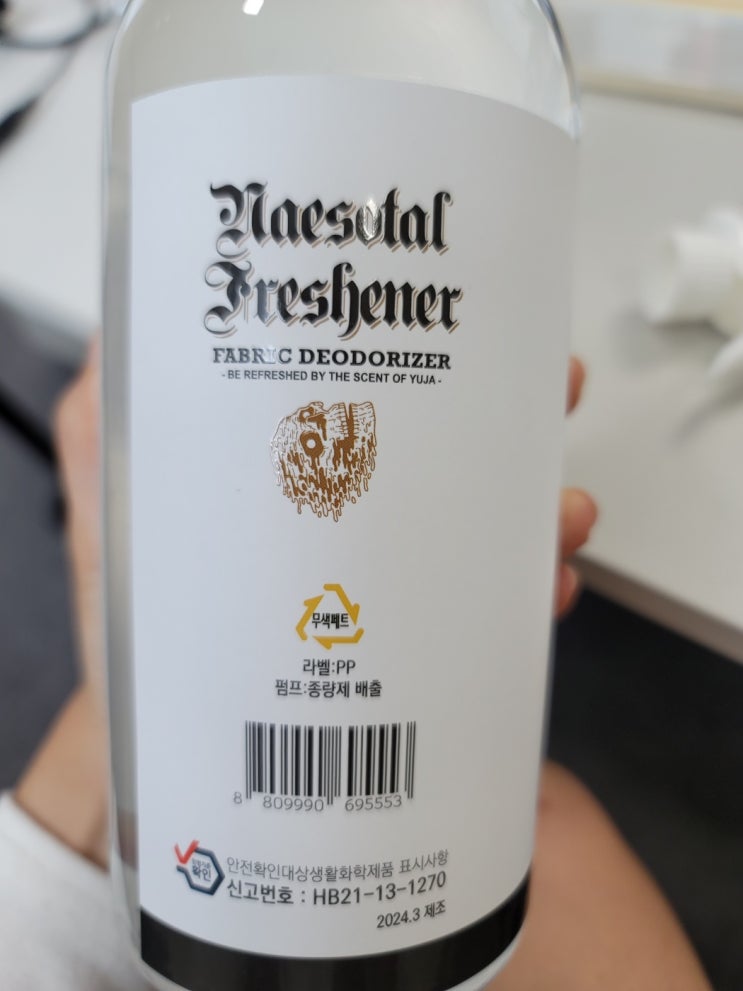 Naesotal
Freshener
FABRIC DEODORIZER
- BE REFRESHED BY THE SCENT OF YUJA -
무색페트
라벨:PP
펌프:종량제 배출
8 809990 695553
확인
안전확인대상생활화학제품 표시사항
신고번호 : HB21-13-1270
2024.3 제조